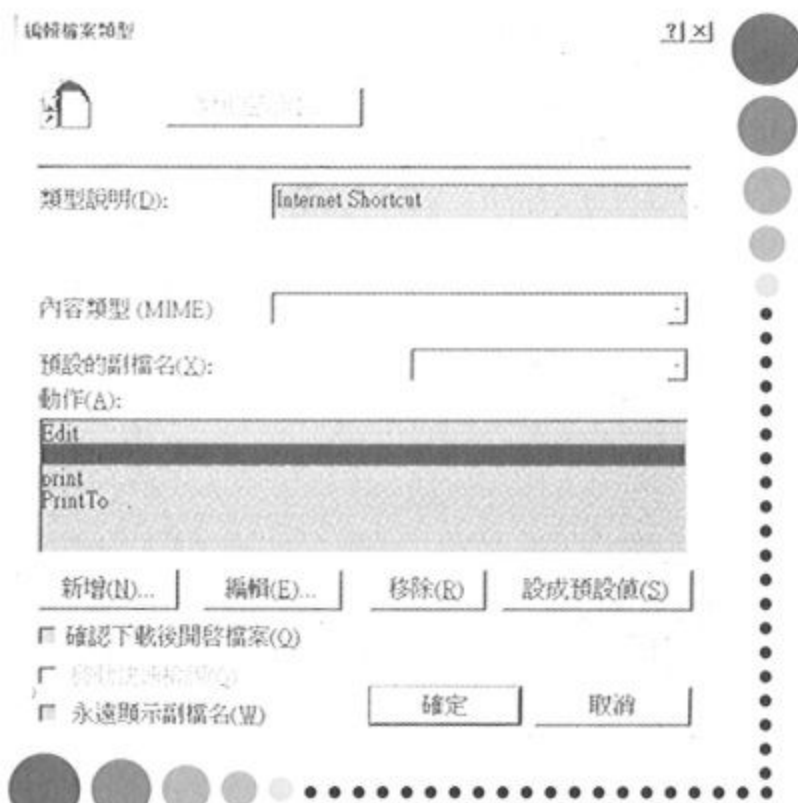 編輯檔案類型
?
×
類型說明(D):
Internet Shortcut
內容類型 (MIME)
預設的副檔名(X):
動作(A):
Edit
print
PrintTo
新增(N)...
編輯(E)...
移除(R)
設成預設值(S)
確認下載後開啓檔案(O)
永遠顯示副檔名(W)
確定
取消